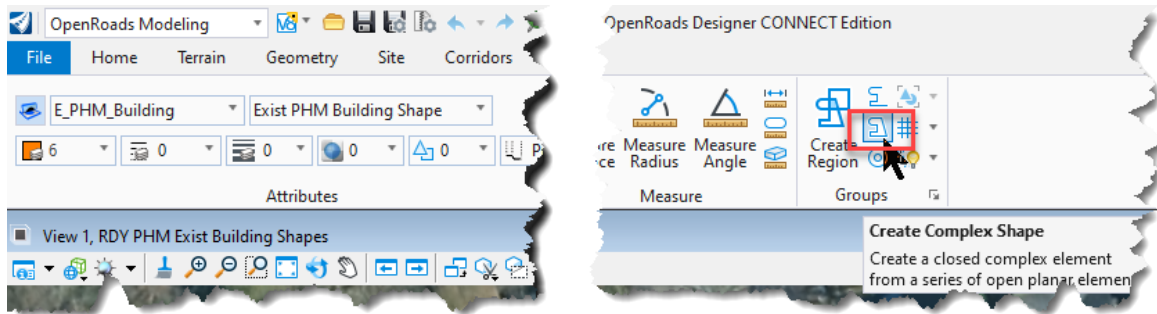 OpenRoads Modeling
File Home Terrain Geometry Site Corridors
E_PHM_Building Exist PHM Building Shape
6 0 0 0 0
Attributes
View 1, RDY PHM Exist Building Shapes
OpenRoads Designer CONNECT Edition
Measure Measure Create
Radius Angle Region
Measure Groups
Create Complex Shape
Create a closed complex element
from a series of open planar elemen